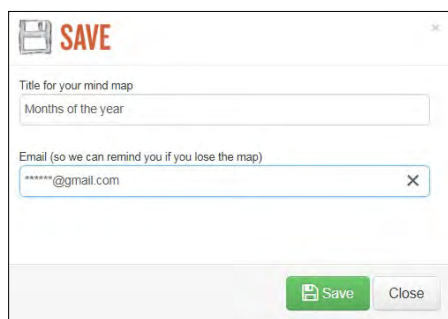 SAVE
×
Title for your mind map
Months of the year
Email (so we can remind you if you lose the map)
******@gmail.com
Save Close